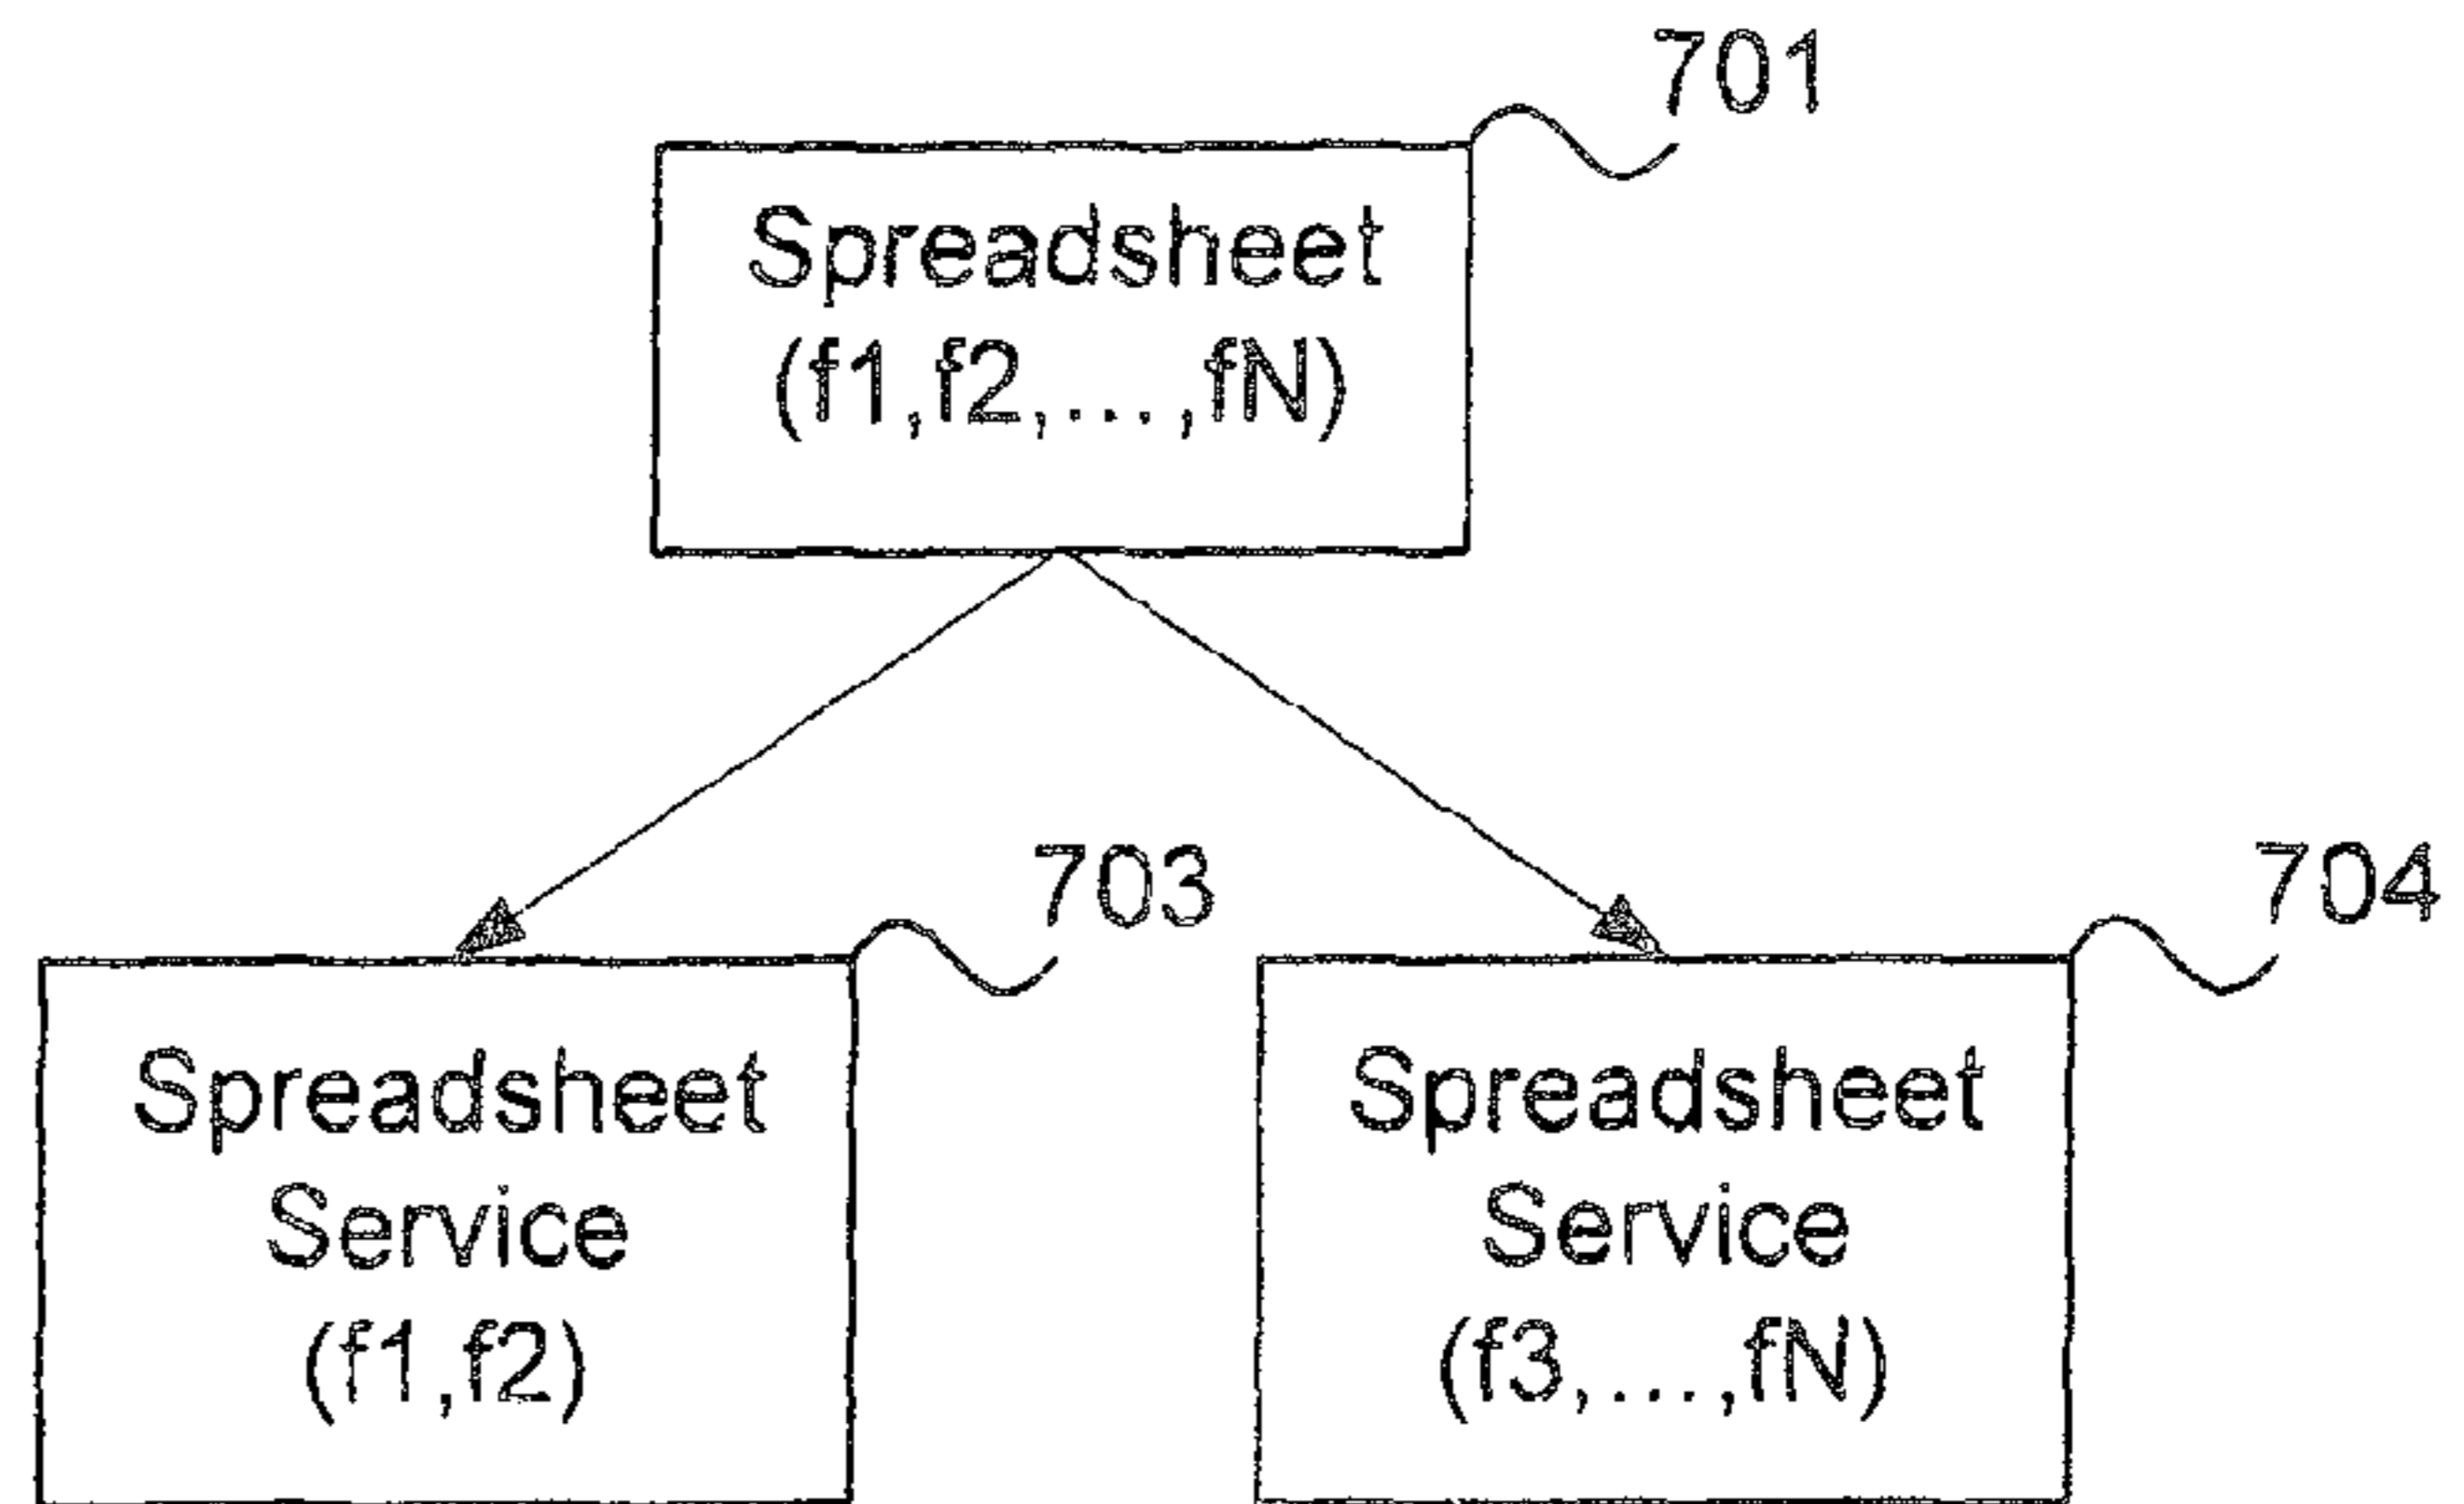 701
Spreadsheet
(f1,f2,...,fN)
703
704
Spreadsheet
Service
(f1,f2)
Spreadsheet
Service
(f3,...,fN)